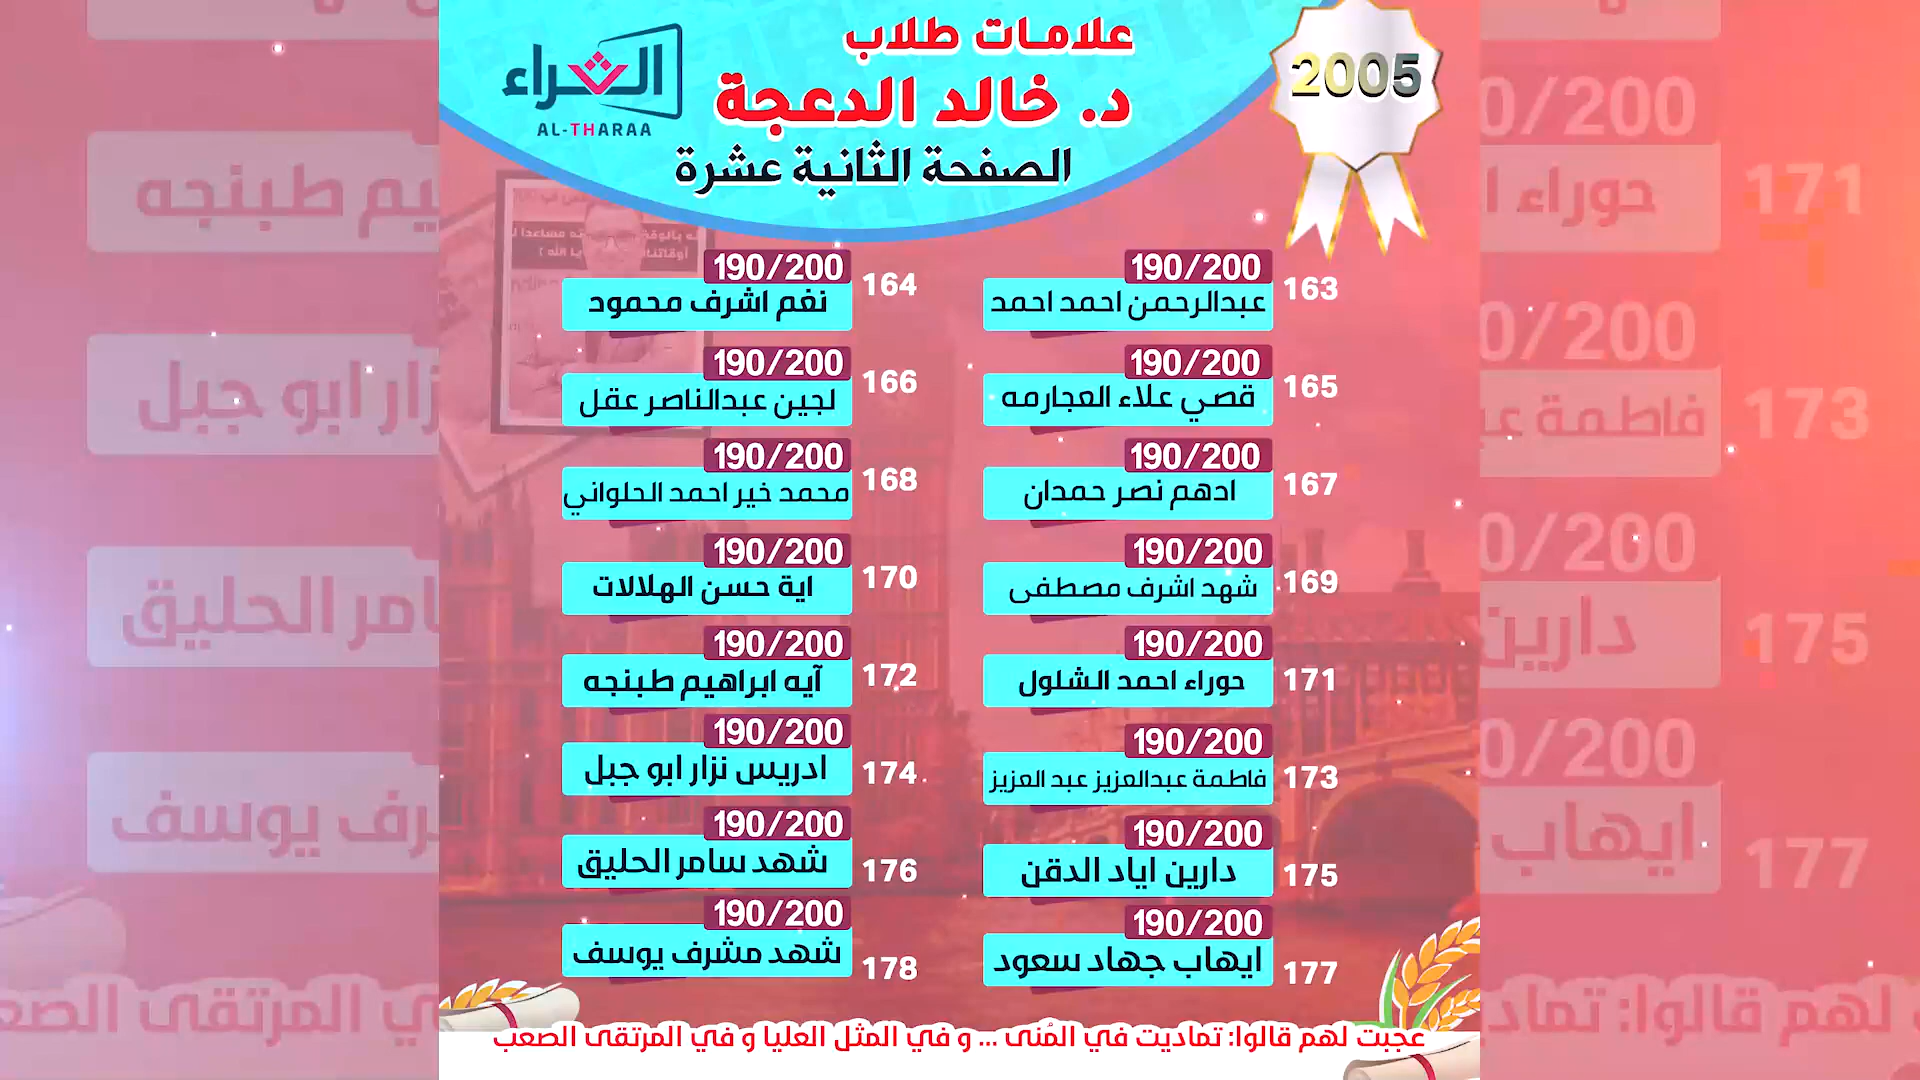 علامات طلاب
د. خالد الدعجة
الصفحة الثانية عشرة
الثراء
AL-THARAA
2005
163 190/200 عبدالرحمن احمد احمد
164 190/200 نغم اشرف محمود
165 190/200 قصي علاء العجارمه
166 190/200 لجين عبدالناصر عقل
167 190/200 ادهم نصر حمدان
168 190/200 محمد خير احمد الحلواني
169 190/200 شهد اشرف مصطفى
170 190/200 اية حسن الهلالات
171 190/200 حوراء احمد الشلول
172 190/200 آيه ابراهيم طبنجه
173 190/200 فاطمة عبدالعزيز عبد العزيز
174 190/200 ادريس نزار ابو جبل
175 190/200 دارين اياد الدقن
176 190/200 شهد سامر الحليق
177 190/200 ايهاب جهاد سعود
178 190/200 شهد مشرف يوسف
عجبت لهم قالوا: تماديت في المُنى ... و في المثل العليا و في المرتقى الصعب